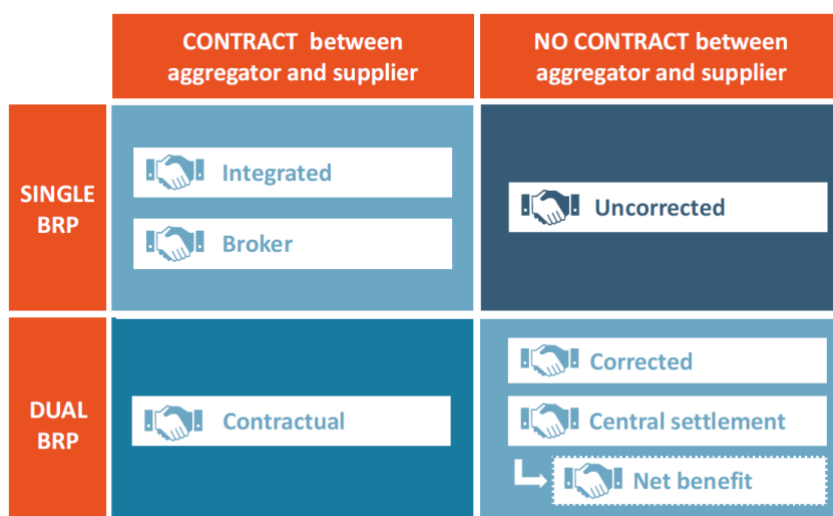 CONTRACT between
aggregator and supplier
NO CONTRACT between
aggregator and supplier
SINGLE
BRP
Integrated
Broker
Uncorrected
DUAL
BRP
Contractual
Corrected
Central settlement
Net benefit